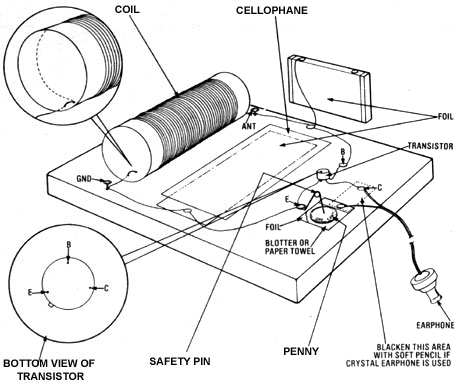 COIL
CELLOPHANE
FOIL
ANT
TRANSISTOR
B
GND
C
E
FOIL
BLOTTER OR
PAPER TOWEL
B
E
C
EARPHONE
SAFETY PIN
PENNY
BLACKEN THIS AREA
WITH SOFT PENCIL IF
CRYSTAL EARPHONE IS USED
BOTTOM VIEW OF
TRANSISTOR